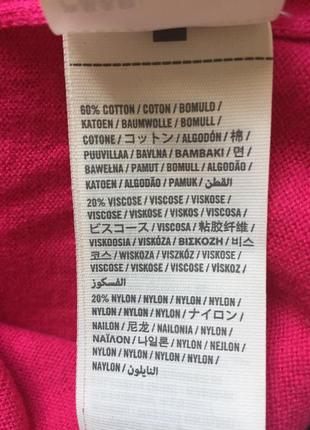 60% COTTON / COTON / BOMULD /
KATOEN / BAUMWOLLE / BOMULL /
COTONE / コットン / ALGODÓN / 棉 /
PUUVILLAA / BAVLNA / BAMBAKI / 면 /
BAWEŁNA / PAMUT / BOMULL / ALGODÃO /
KATOEN / ALGODÃO / PAMUK / القطن
20% VISCOSE / VISCOSE / VISKOSE /
VISCOSE / VISKOSE / VISKOS / VISCOSA /
ビスコース / VISCOSA / 粘胶纤维 /
VISKOOSIA / VISKÓZA / ΒΙΣΚΟΖΗ / 비스
코스 / WISKOZA / VISZKÓZ / VISKOSE /
VISCOSE / VISCOSE / VISCOSE / VİSKOZ /
الفسكوز
20% NYLON / NYLON / NYLON / NYLON /
NYLON / NYLON / NYLON / ナイロン /
NAILON / 尼龙 / NAILONIA / NYLON /
ΝΑΪΛΟΝ / 나일론 / NYLON / NEJLON /
NYLON / NYLON / NYLON / NYLON /
NAYLON / النايلون